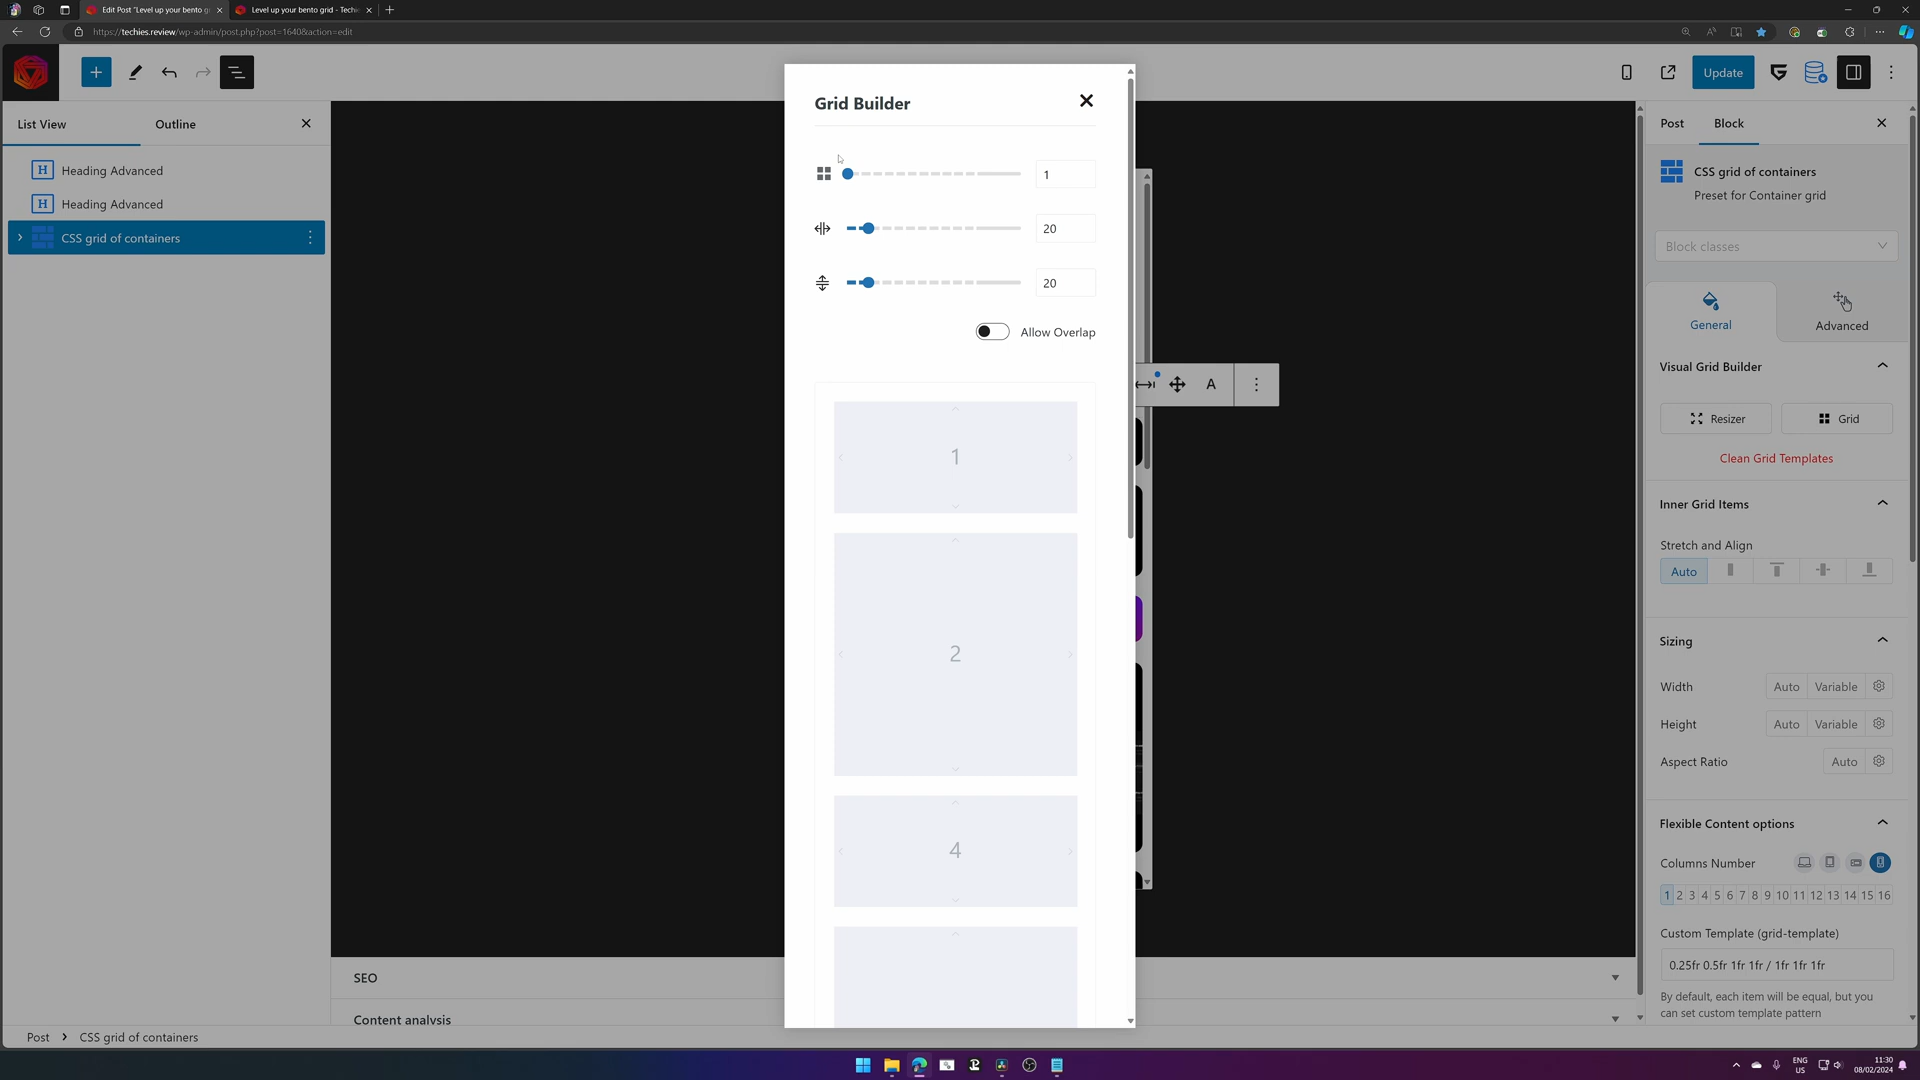 Edit Post "Level up your bento gr
Level up your bento grid - Techie
https://techies.review/wp-admin/post.php?post=1640&action=edit
Update
List View
Outline
Heading Advanced
Heading Advanced
CSS grid of containers
Grid Builder
1
20
20
Allow Overlap
1
2
4
A
Post
Block
CSS grid of containers
Preset for Container grid
Block classes
General
Advanced
Visual Grid Builder
Resizer
Grid
Clean Grid Templates
Inner Grid Items
Stretch and Align
Auto
Sizing
Width
Auto
Variable
Height
Auto
Variable
Aspect Ratio
Auto
Flexible Content options
Columns Number
1 2 3 4 5 6 7 8 9 10 11 12 13 14 15 16
Custom Template (grid-template)
0.25fr 0.5fr 1fr 1fr / 1fr 1fr 1fr
By default, each item will be equal, but you
can set custom template pattern
SEO
Content analysis
Post
CSS grid of containers
ENG
US
11:30
08/02/2024